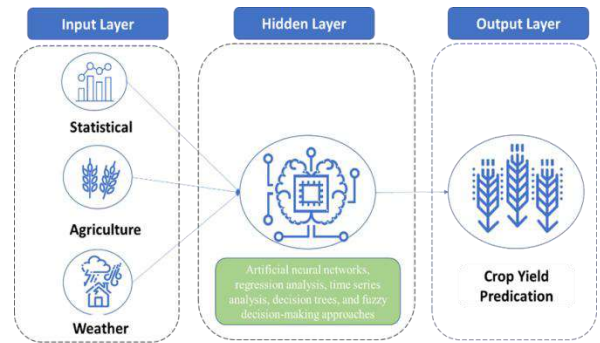 Input Layer
Hidden Layer
Output Layer
Statistical
Agriculture
Weather
Artificial neural networks,
regression analysis, time series
analysis, decision trees, and fuzzy
decision-making approaches
Crop Yield
Predication